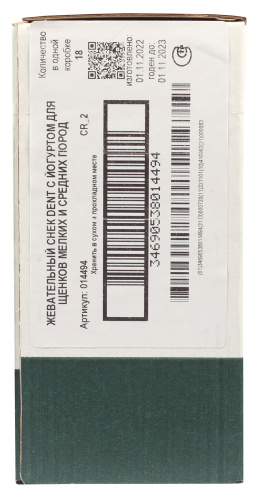 Количество
в одной
коробке
18
изготовлено
01.11.2022
годен до:
01.11.2023
ЖЕВАТЕЛЬНЫЙ СНЕК DENT С ЙОГУРТОМ ДЛЯ
ЩЕНКОВ МЕЛКИХ И СРЕДНИХ ПОРОД
CR_2
Артикул: 014494
Хранить в сухом и прохладном месте
3469053801449​4